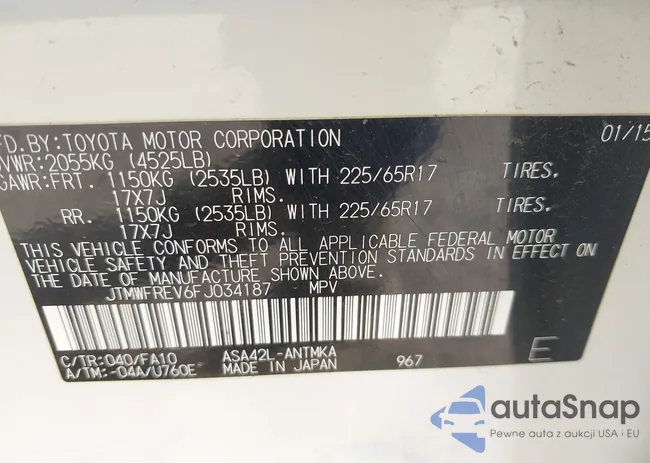 FD.BY:TOYOTA MOTOR CORPORATION 01/15
VWR:2055KG (4525LB)
GAWR:FRT. 1150KG (2535LB) WITH 225/65R17 TIRES.
17X7J RIMS.
RR. 1150KG (2535LB) WITH 225/65R17 TIRES.
17X7J RIMS.
THIS VEHICLE CONFORMS TO ALL APPLICABLE FEDERAL MOTOR
VEHICLE SAFETY AND THEFT PREVENTION STANDARDS IN EFFECT ON
THE DATE OF MANUFACTURE SHOWN ABOVE.
JTMWFREV6FJ034187 MPV
C/TR:040/FA10 ASA42L-ANTMKA
A/TM:-04A/U760E MADE IN JAPAN 967 E
autaSnap
Pewne auta z aukcji USA i EU